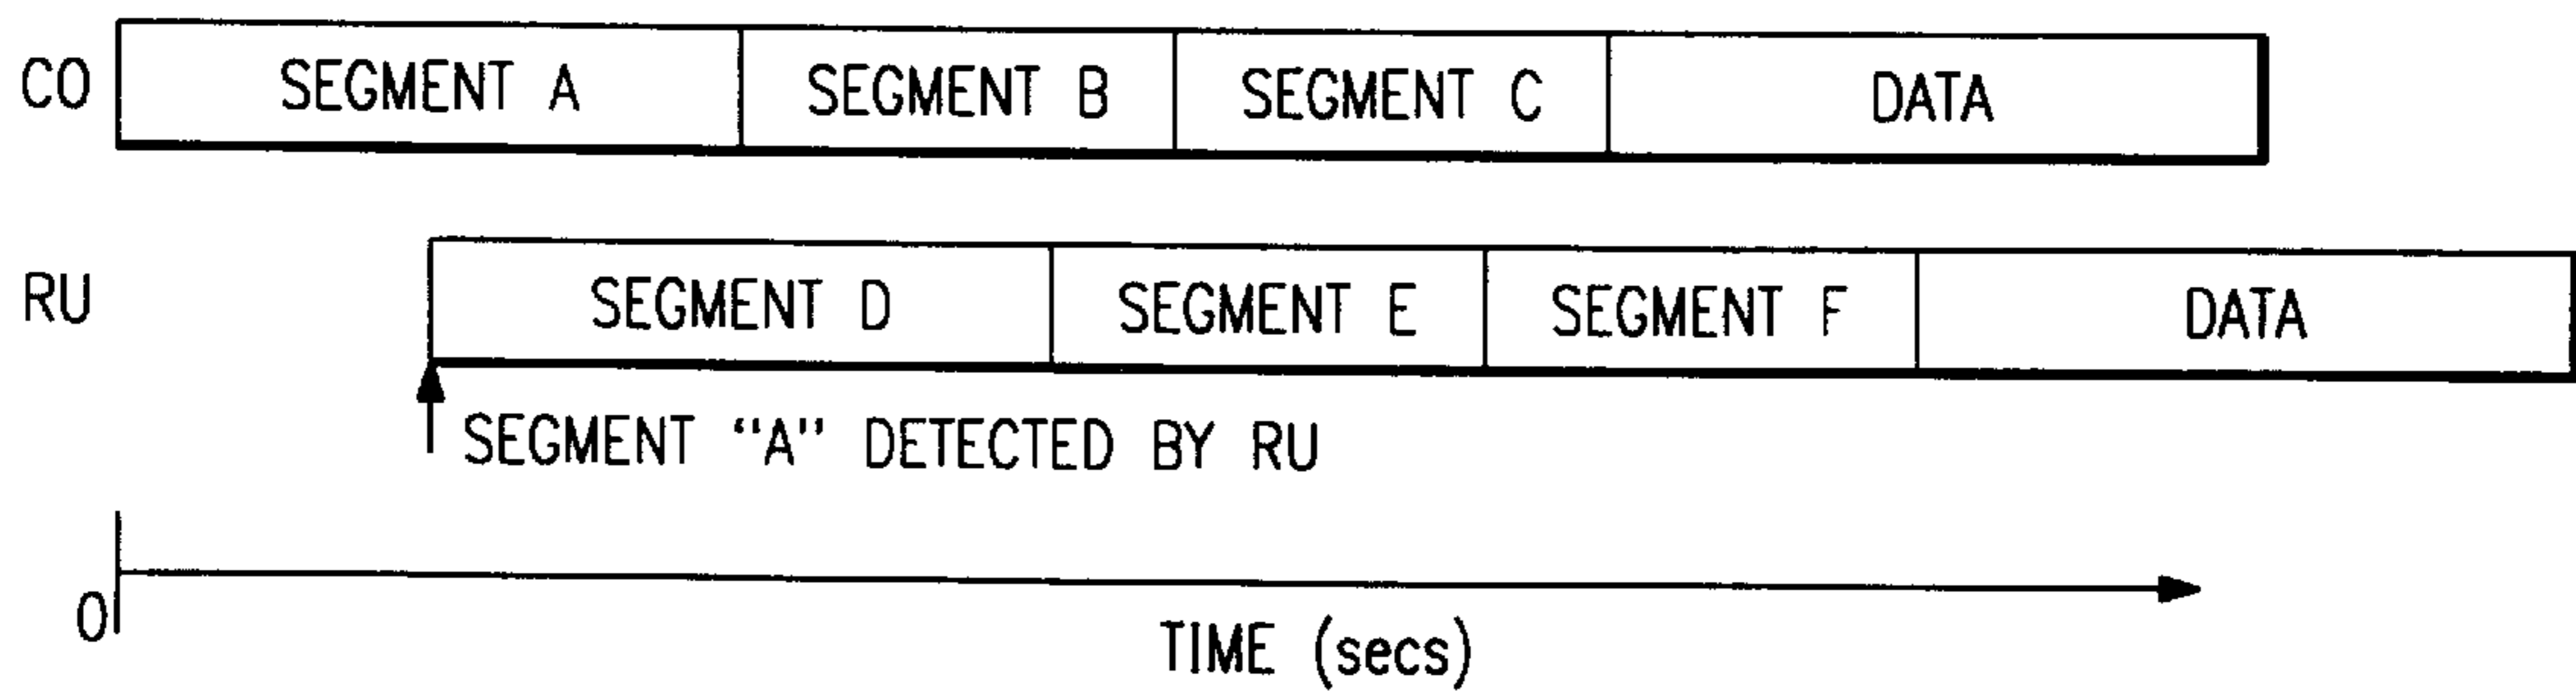 CO SEGMENT A SEGMENT B SEGMENT C DATA
RU SEGMENT D SEGMENT E SEGMENT F DATA
SEGMENT "A" DETECTED BY RU
0
TIME (secs)